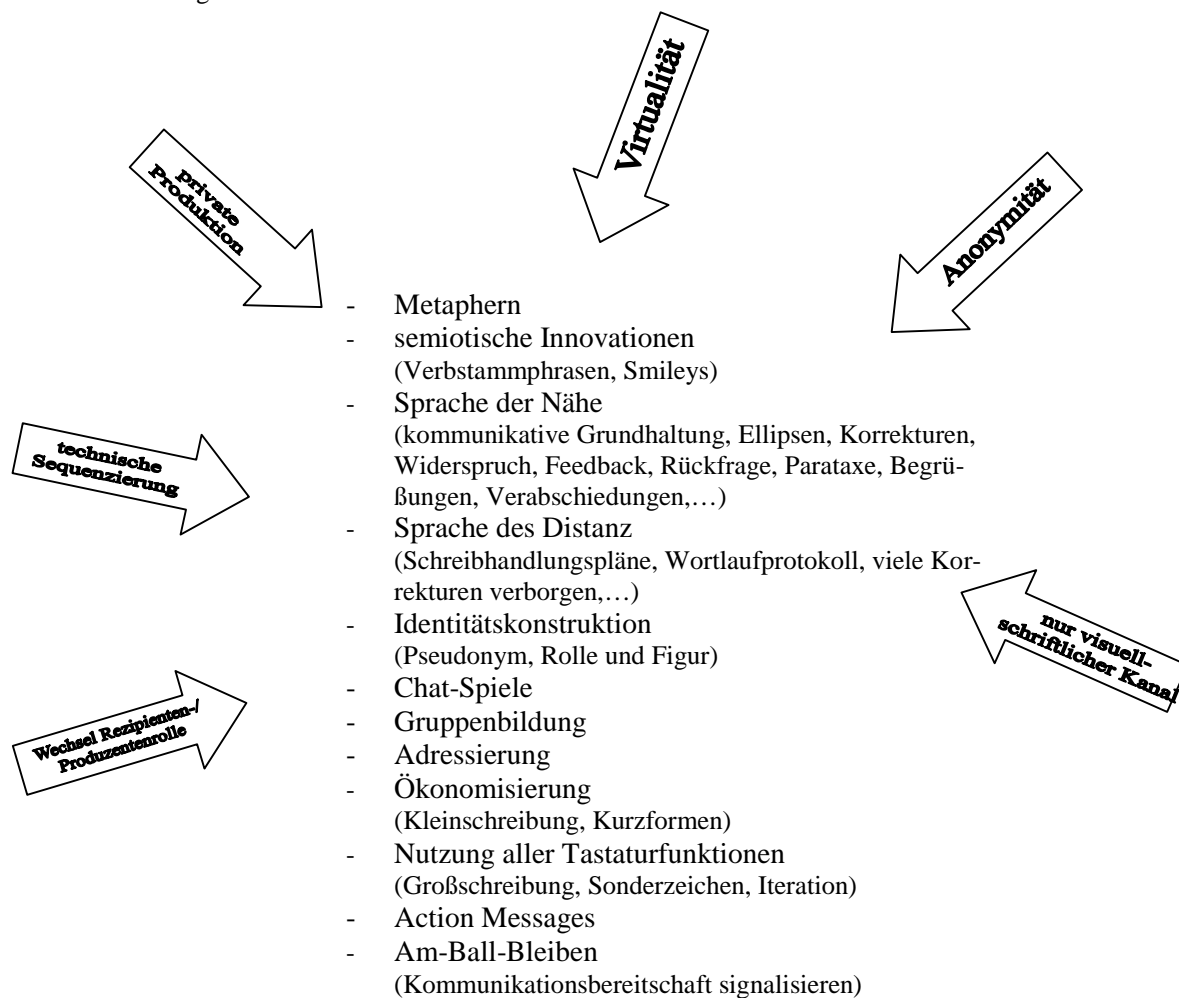 Virtualität
private
Produktion
Anonymität
- Metaphern
- semiotische Innovationen
(Verbstammphrasen, Smileys)
- Sprache der Nähe
(kommunikative Grundhaltung, Ellipsen, Korrekturen,
Widerspruch, Feedback, Rückfrage, Parataxe, Begrü-
ßungen, Verabschiedungen,…)
technische
Sequenzierung
- Sprache des Distanz
(Schreibhandlungspläne, Wortlaufprotokoll, viele Kor-
rekturen verborgen,…)
nur visuell-
schriftlicher Kanal
- Identitätskonstruktion
(Pseudonym, Rolle und Figur)
- Chat-Spiele
- Gruppenbildung
Wechsel Rezipienten-/
Produzentenrolle
- Adressierung
- Ökonomisierung
(Kleinschreibung, Kurzformen)
- Nutzung aller Tastaturfunktionen
(Großschreibung, Sonderzeichen, Iteration)
- Action Messages
- Am-Ball-Bleiben
(Kommunikationsbereitschaft signalisieren)